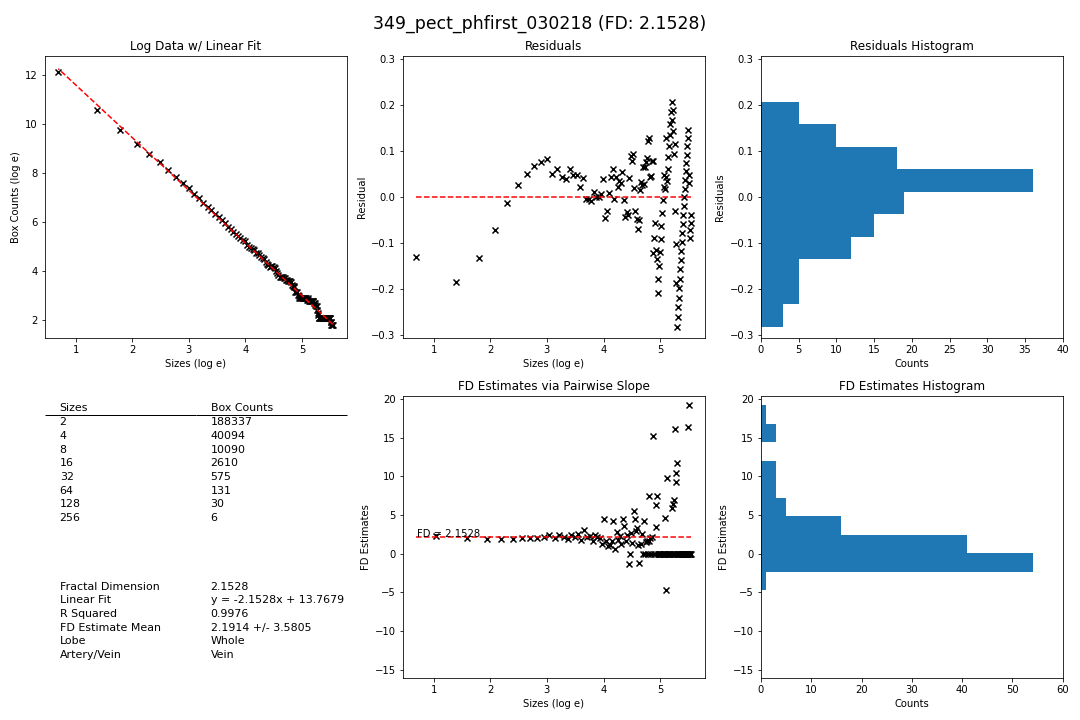 349_pect_phfirst_030218 (FD: 2.1528)
Log Data w/ Linear Fit
Box Counts (log e)
12
10
8
6
4
2
1 2 3 4 5
Sizes (log e)
Residuals
Residual
0.3
0.2
0.1
0.0
−0.1
−0.2
−0.3
1 2 3 4 5
Sizes (log e)
Residuals Histogram
Residuals
0.3
0.2
0.1
0.0
−0.1
−0.2
−0.3
0 5 10 15 20 25 30 35 40
Counts
Sizes Box Counts
2 188337
4 40094
8 10090
16 2610
32 575
64 131
128 30
256 6
Fractal Dimension 2.1528
Linear Fit y = -2.1528x + 13.7679
R Squared 0.9976
FD Estimate Mean 2.1914 +/- 3.5805
Lobe Whole
Artery/Vein Vein
FD Estimates via Pairwise Slope
FD Estimates
20
15
10
5
0
−5
−10
−15
FD = 2.1528
1 2 3 4 5
Sizes (log e)
FD Estimates Histogram
FD Estimates
20
15
10
5
0
−5
−10
−15
0 10 20 30 40 50 60
Counts